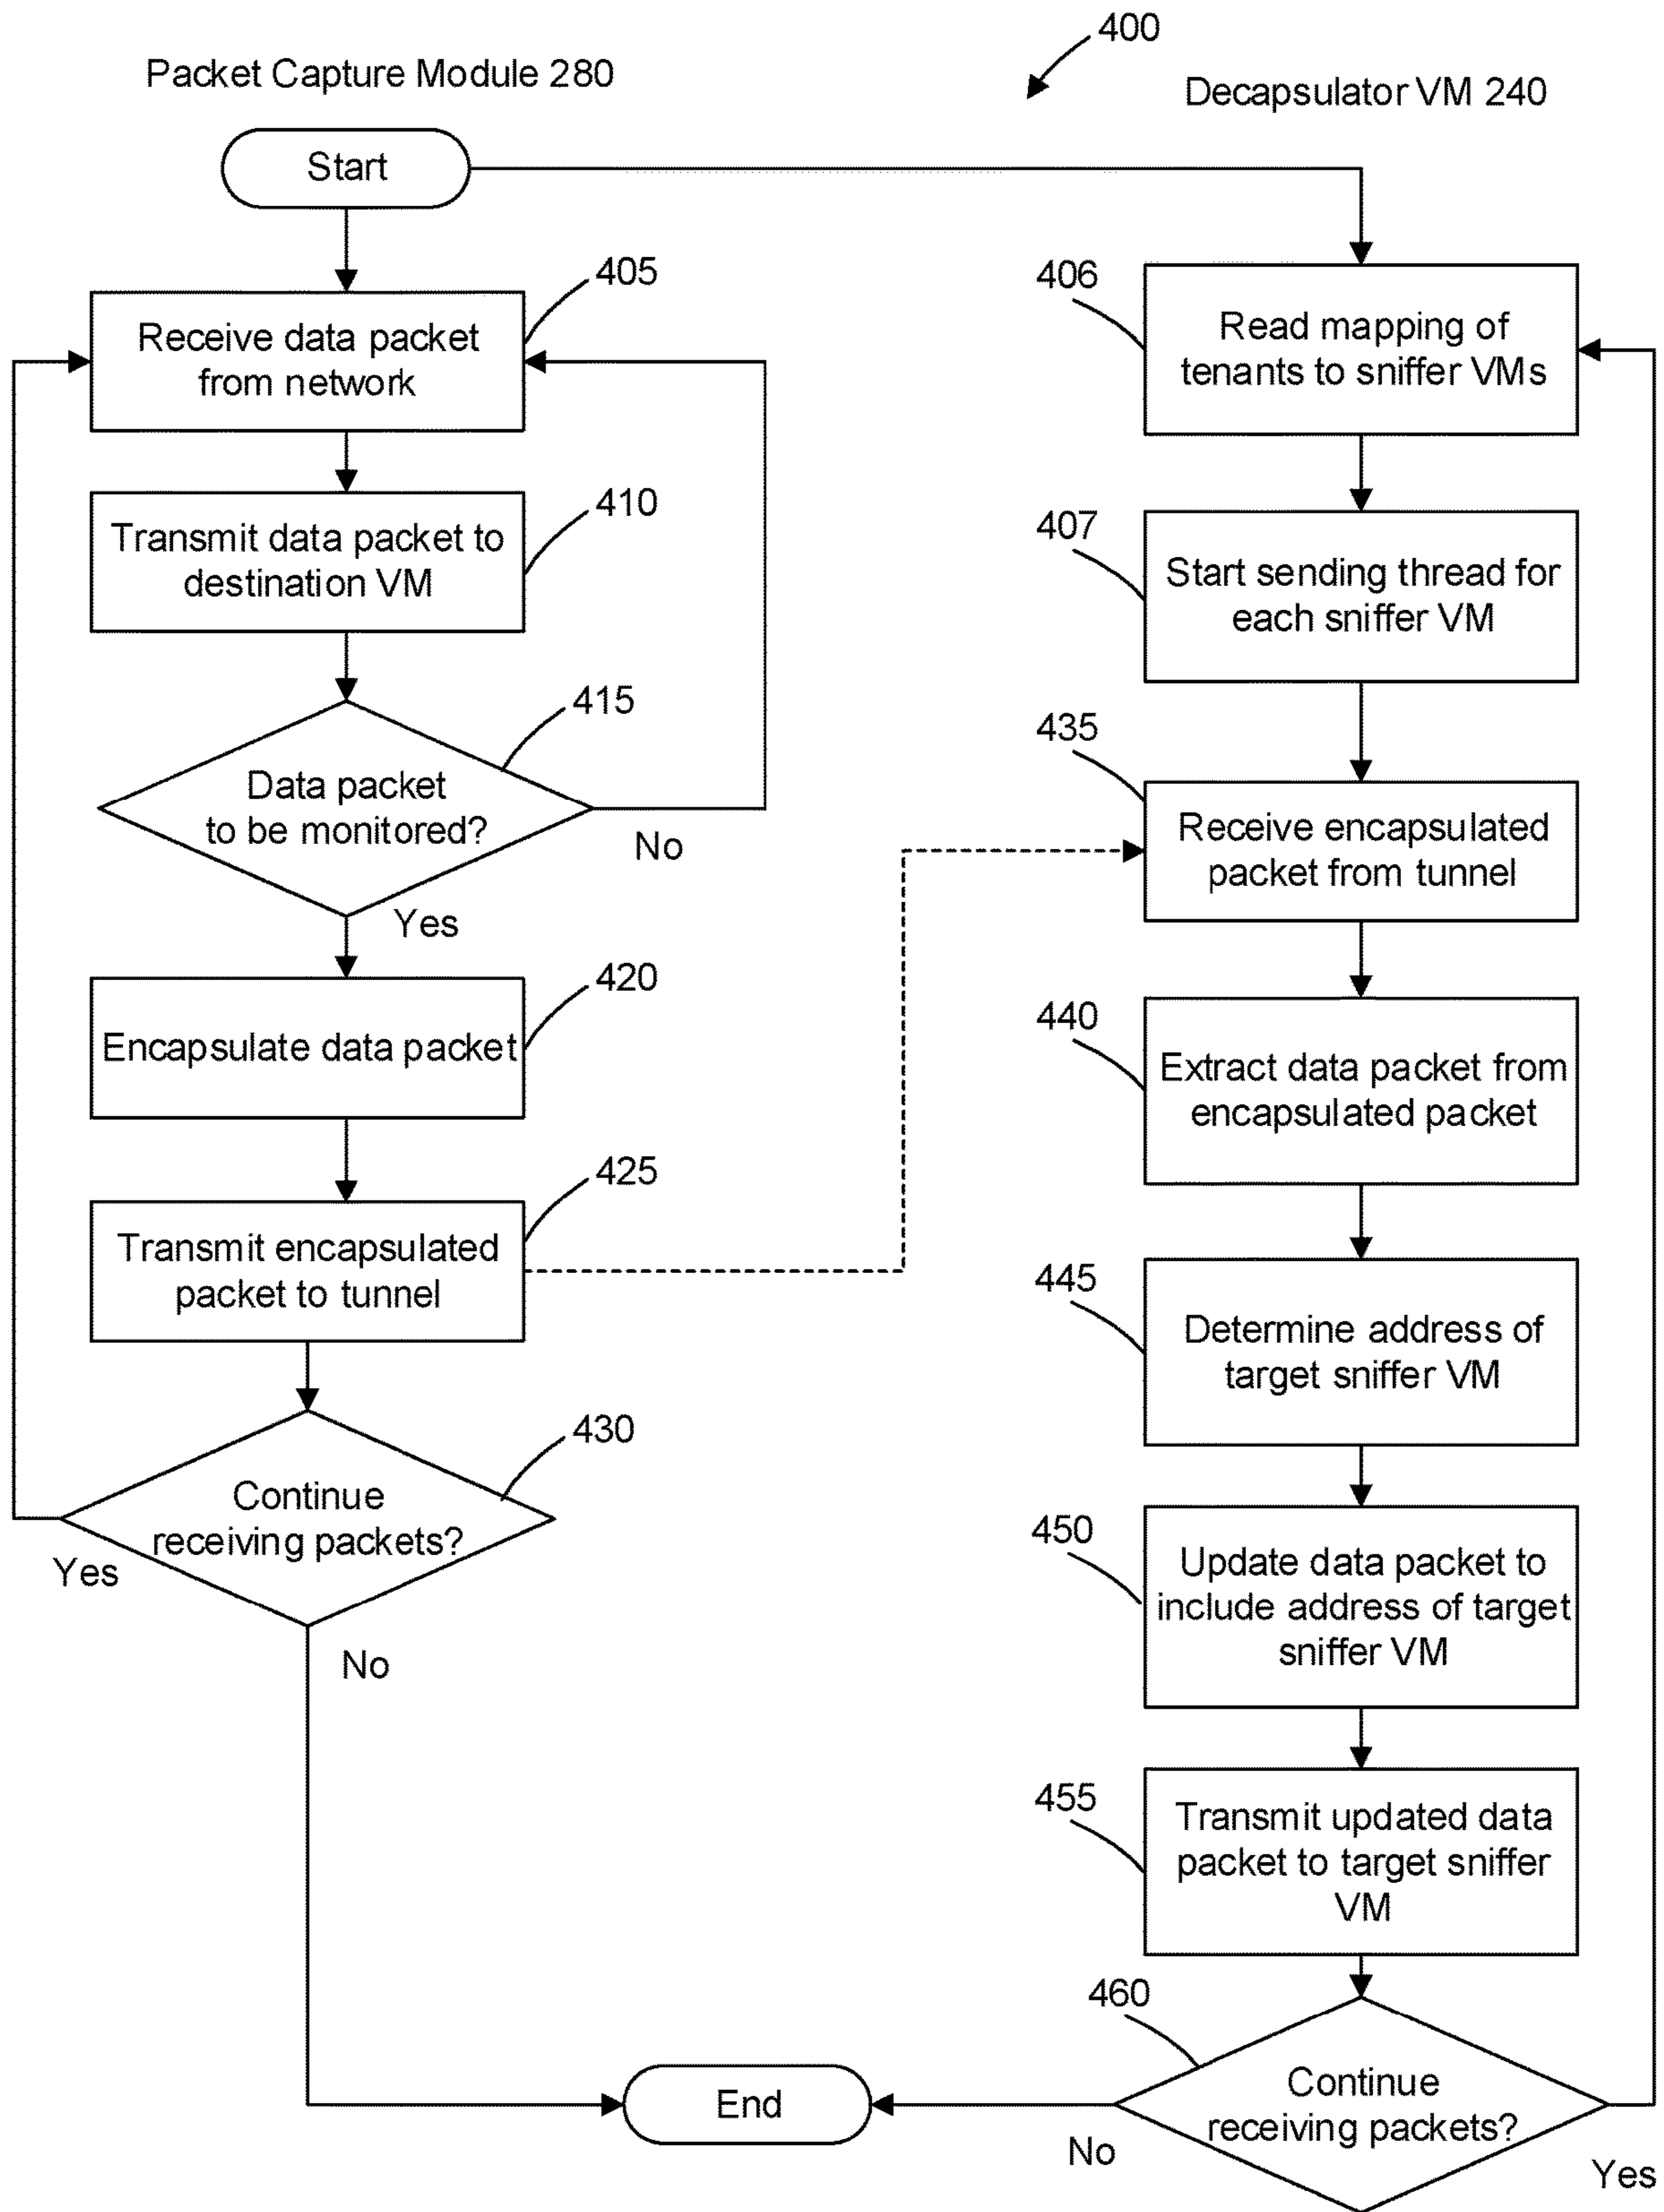 400
Packet Capture Module 280
Decapsulator VM 240
Start
405
Receive data packet
from network
410
Transmit data packet to
destination VM
415
Data packet
to be monitored?
No
Yes
420
Encapsulate data packet
425
Transmit encapsulated
packet to tunnel
430
Continue
receiving packets?
Yes
No
406
Read mapping of
tenants to sniffer VMs
407
Start sending thread for
each sniffer VM
435
Receive encapsulated
packet from tunnel
440
Extract data packet from
encapsulated packet
445
Determine address of
target sniffer VM
450
Update data packet to
include address of target
sniffer VM
455
Transmit updated data
packet to target sniffer
VM
460
Continue
receiving packets?
No
Yes
End